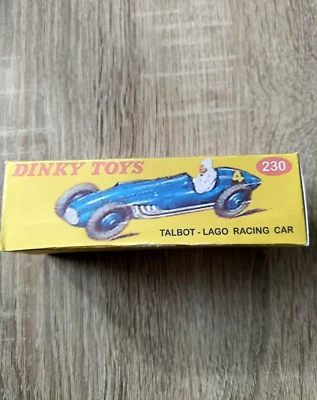 DINKY TOYS
230
4
TALBOT - LAGO RACING CAR